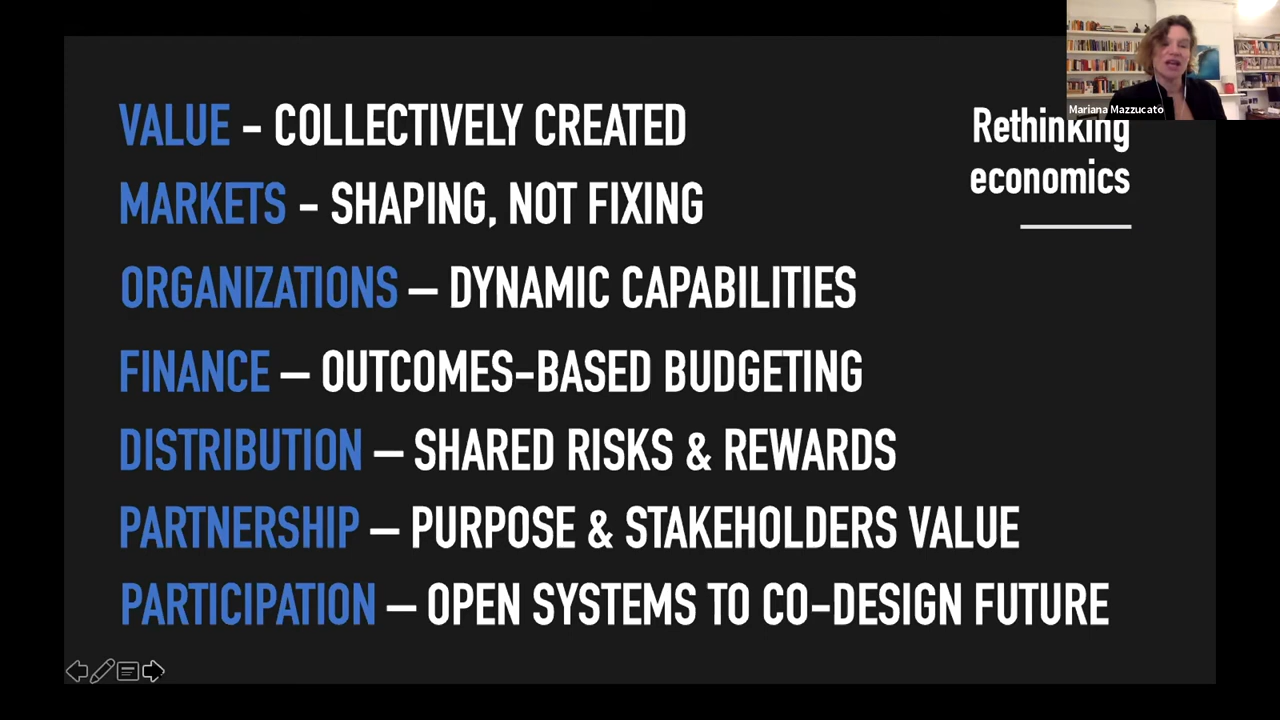 Mariana Mazzucato
Rethinking
economics
VALUE - COLLECTIVELY CREATED
MARKETS - SHAPING, NOT FIXING
ORGANIZATIONS – DYNAMIC CAPABILITIES
FINANCE – OUTCOMES-BASED BUDGETING
DISTRIBUTION – SHARED RISKS & REWARDS
PARTNERSHIP – PURPOSE & STAKEHOLDERS VALUE
PARTICIPATION – OPEN SYSTEMS TO CO-DESIGN FUTURE